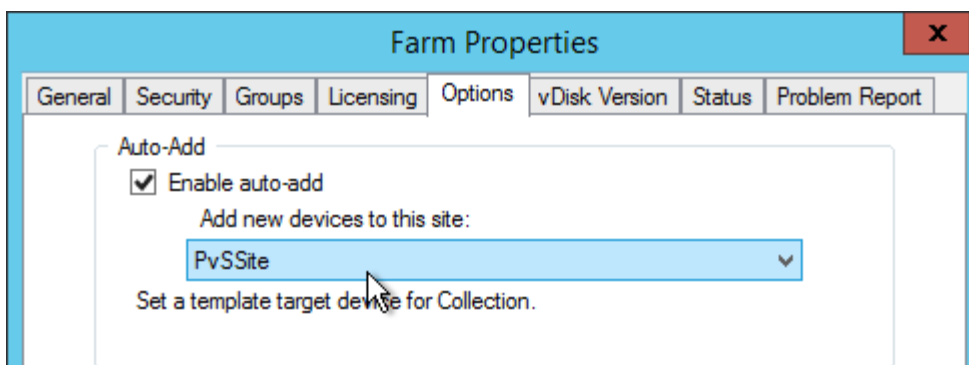 Farm Properties
x
General Security Groups Licensing Options vDisk Version Status Problem Report
Auto-Add
Enable auto-add
Add new devices to this site:
PvSSite
Set a template target device for Collection.